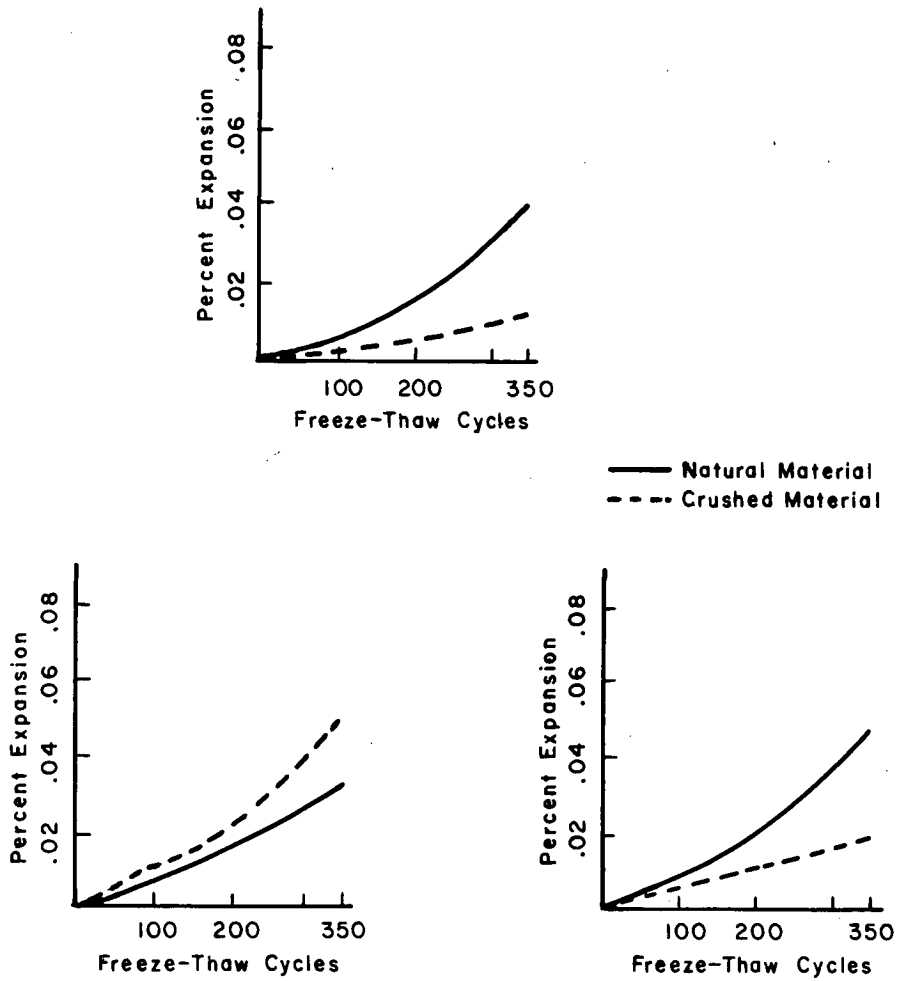 .08
.06
.04
.02
Percent Expansion
100 200 350
Freeze-Thaw Cycles
Natural Material
Crushed Material
.08
.06
.04
.02
Percent Expansion
100 200 350
Freeze-Thaw Cycles
.08
.06
.04
.02
Percent Expansion
100 200 350
Freeze-Thaw Cycles